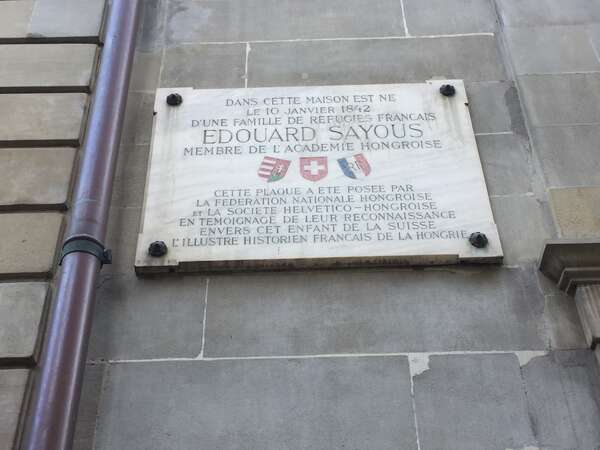 DANS CETTE MAISON EST NE
LE 10 JANVIER 1842
D'UNE FAMILLE DE REFUGIES FRANCAIS
EDOUARD SAYOUS
MEMBRE DE L'ACADEMIE HONGROISE
CETTE PLAQUE A ETE POSEE PAR
LA FEDERATION NATIONALE HONGROISE
ET LA SOCIETE HELVETICO-HONGROISE
EN TEMOIGNAGE DE LEUR RECONNAISSANCE
ENVERS CET ENFANT DE LA SUISSE
L'ILLUSTRE HISTORIEN FRANCAIS DE LA HONGRIE